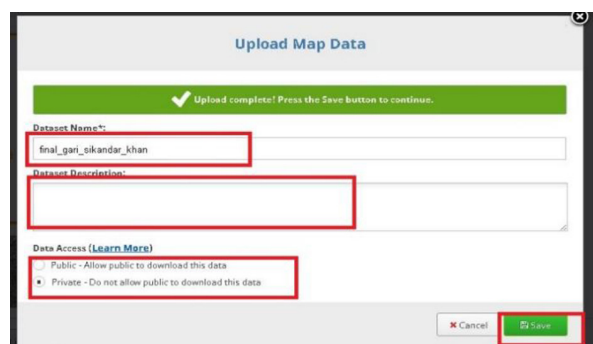 Upload Map Data
Upload complete! Press the Save button to continue.
Dataset Name*:
final_gari_sikandar_khan
Dataset Description:
Data Access (Learn More)
Public - Allow public to download this data
Private - Do not allow public to download this data
Cancel Save